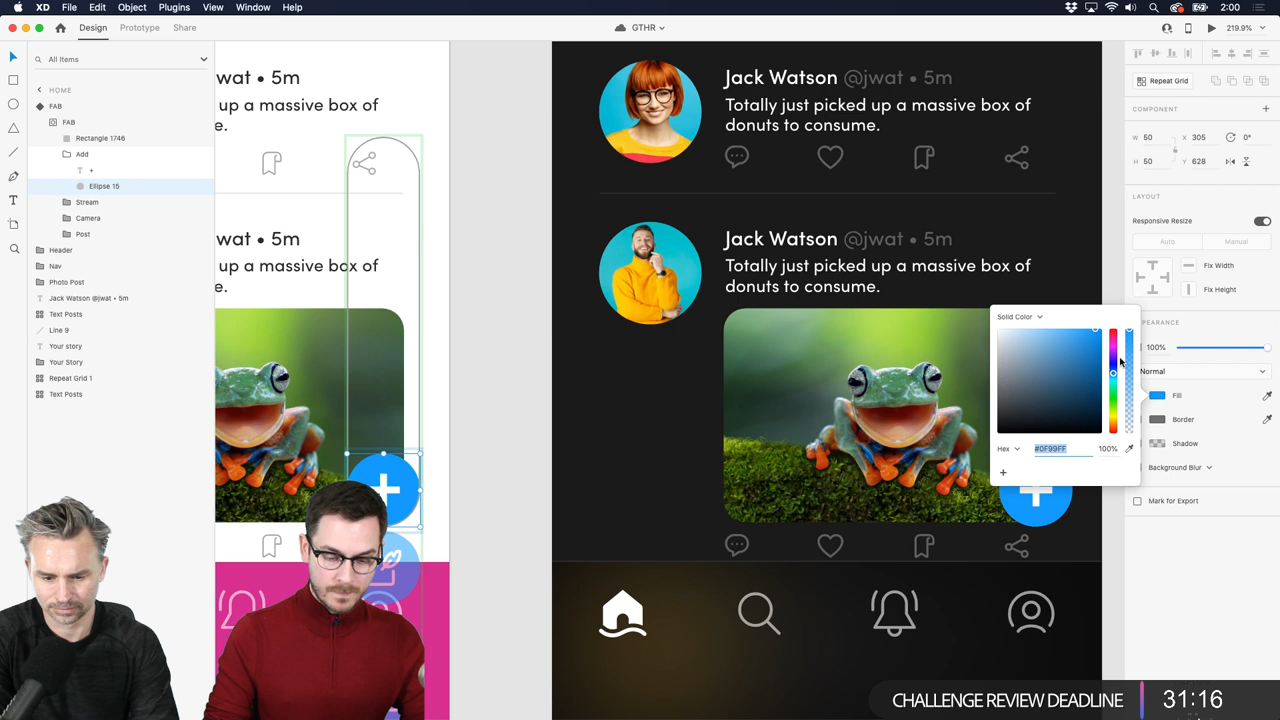 XD File Edit Object Plugins View Window Help 2:00
Design Prototype Share GTHR 219.9%
All Items
HOME
FAB
FAB
Rectangle 1746
Add
+
Ellipse 15
Stream
Camera
Post
Header
Nav
Photo Post
Jack Watson @jwat • 5m
Text Posts
Line 9
Your story
Your Story
Repeat Grid 1
Text Posts
wat • 5m
up a massive box of
e.
wat • 5m
up a massive box of
e.
Jack Watson @jwat • 5m
Totally just picked up a massive box of
donuts to consume.
Jack Watson @jwat • 5m
Totally just picked up a massive box of
donuts to consume.
Repeat Grid
COMPONENT
W 50 X 305 0°
H 50 Y 628
LAYOUT
Responsive Resize
Auto Manual
Fix Width
Fix Height
PEARANCE
100%
Normal
Fill
Border
Shadow
Background Blur
Mark for Export
Solid Color
Hex #0F99FF 100%
CHALLENGE REVIEW DEADLINE 31:16